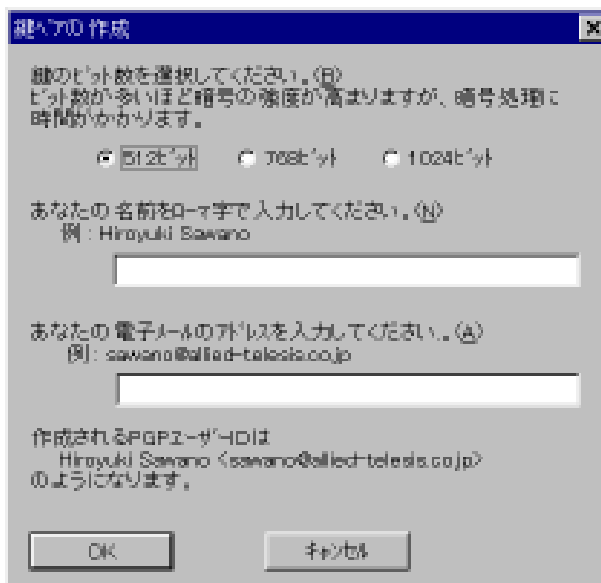 鍵ペアの作成
鍵のビット数を選択してください。(B)
ビット数が多いほど暗号の強度が高まりますが、暗号処理に
時間がかかります。
512ビット 768ビット 1024ビット
あなたの名前をローマ字で入力してください。(N)
例 : Hiroyuki Sawano
あなたの電子メールのアドレスを入力してください。(A)
例 : sawano@allied-telesis.co.jp
作成されるPGPユーザーIDは
Hiroyuki Sawano <sawano@allied-telesis.co.jp>
のようになります。
OK キャンセル